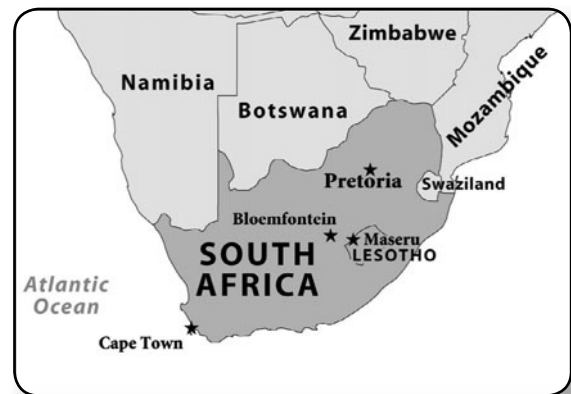 Zimbabwe
Namibia
Botswana
Mozambique
Pretoria
Swaziland
Bloemfontein
Maseru
LESOTHO
SOUTH
AFRICA
Atlantic
Ocean
Cape Town